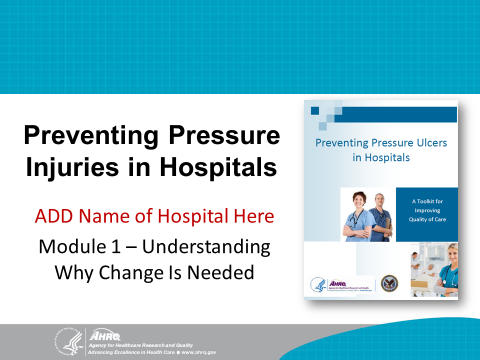 Preventing Pressure
Injuries in Hospitals
ADD Name of Hospital Here
Module 1 – Understanding
Why Change Is Needed
Preventing Pressure Ulcers
in Hospitals
A Toolkit for
Improving
Quality of Care
AHRQ
AHRQ
Agency for Healthcare Research and Quality
Advancing Excellence in Health Care ■ www.ahrq.gov